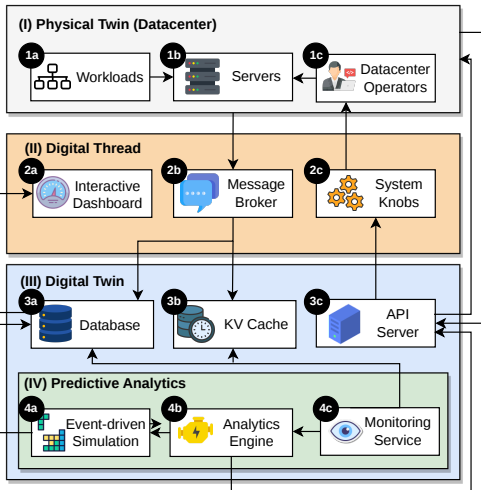 (I) Physical Twin (Datacenter)
1a
Workloads
1b
Servers
1c
Datacenter
Operators
(II) Digital Thread
2a
Interactive
Dashboard
2b
Message
Broker
2c
System
Knobs
(III) Digital Twin
3a
Database
3b
KV Cache
3c
API
Server
(IV) Predictive Analytics
4a
Event-driven
Simulation
4b
Analytics
Engine
4c
Monitoring
Service